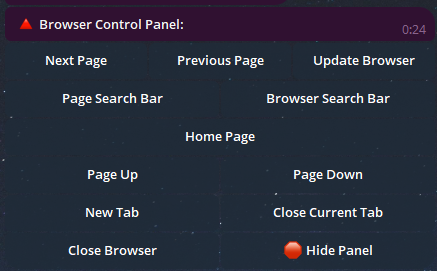 Browser Control Panel:
0:24
Next Page Previous Page Update Browser
Page Search Bar Browser Search Bar
Home Page
Page Up Page Down
New Tab Close Current Tab
Close Browser Hide Panel